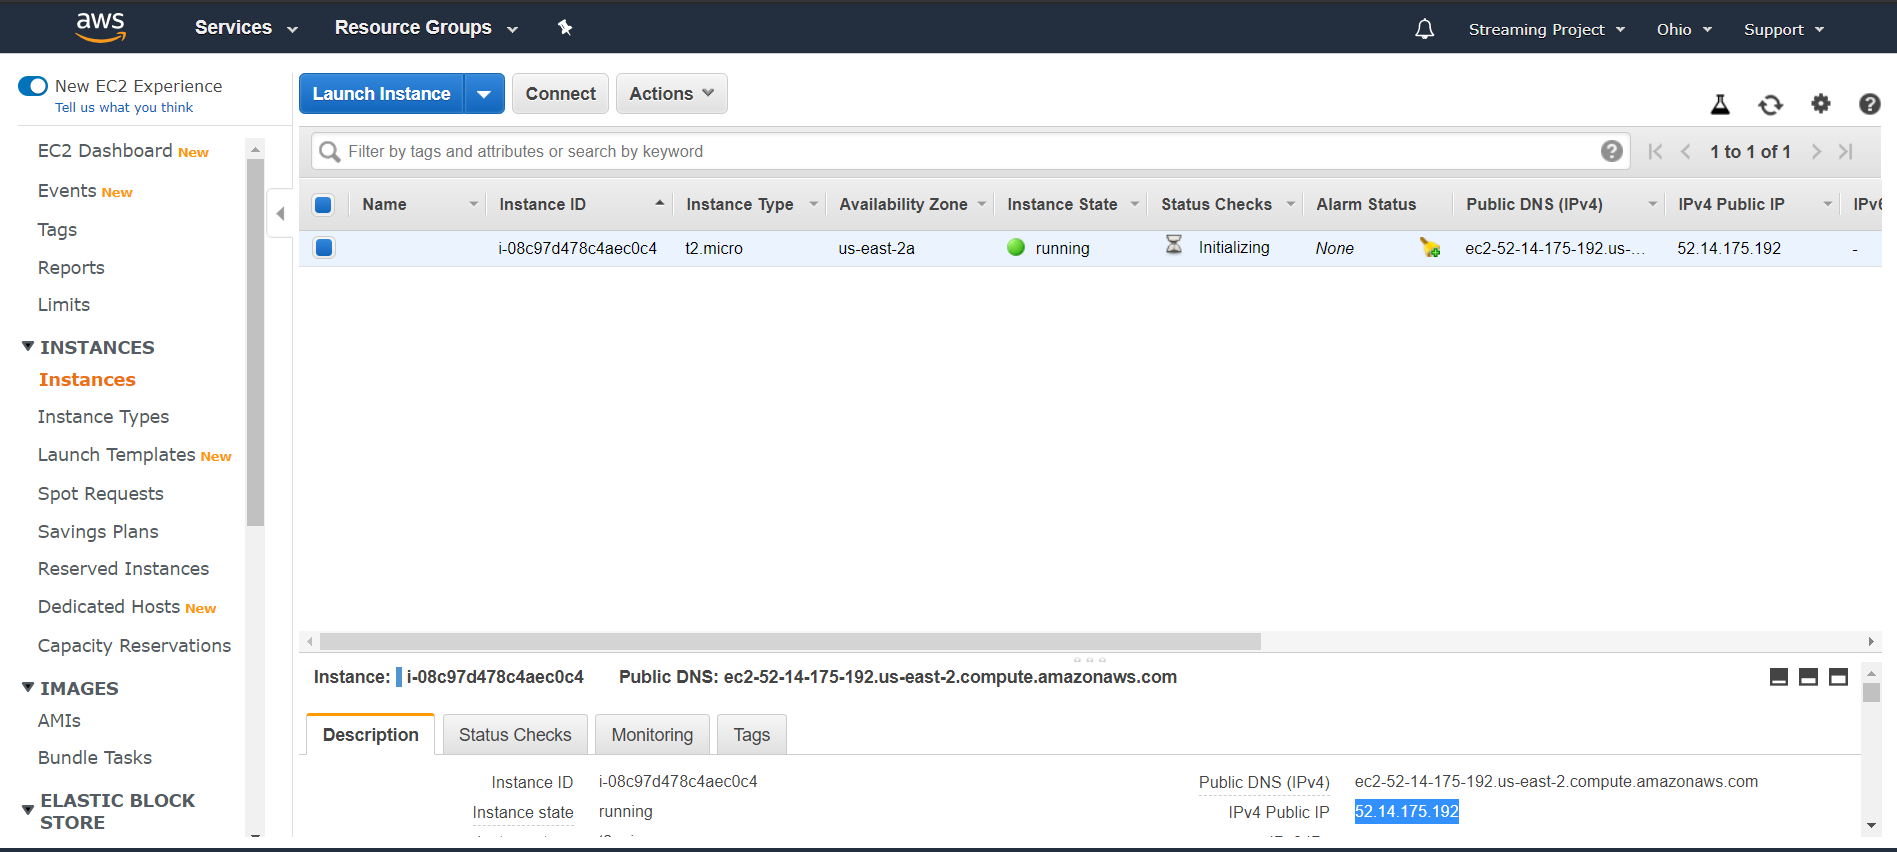 aws Services Resource Groups Streaming Project Ohio Support
New EC2 Experience
Tell us what you think
EC2 Dashboard New
Events New
Tags
Reports
Limits
INSTANCES
Instances
Instance Types
Launch Templates New
Spot Requests
Savings Plans
Reserved Instances
Dedicated Hosts New
Capacity Reservations
IMAGES
AMIs
Bundle Tasks
ELASTIC BLOCK
STORE
Launch Instance Connect Actions
Filter by tags and attributes or search by keyword 1 to 1 of 1
Name Instance ID Instance Type Availability Zone Instance State Status Checks Alarm Status Public DNS (IPv4) IPv4 Public IP IPv6
i-08c97d478c4aec0c4 t2.micro us-east-2a running Initializing None ec2-52-14-175-192.us-... 52.14.175.192 -
Instance: i-08c97d478c4aec0c4 Public DNS: ec2-52-14-175-192.us-east-2.compute.amazonaws.com
Description Status Checks Monitoring Tags
Instance ID i-08c97d478c4aec0c4 Public DNS (IPv4) ec2-52-14-175-192.us-east-2.compute.amazonaws.com
Instance state running IPv4 Public IP 52.14.175.192